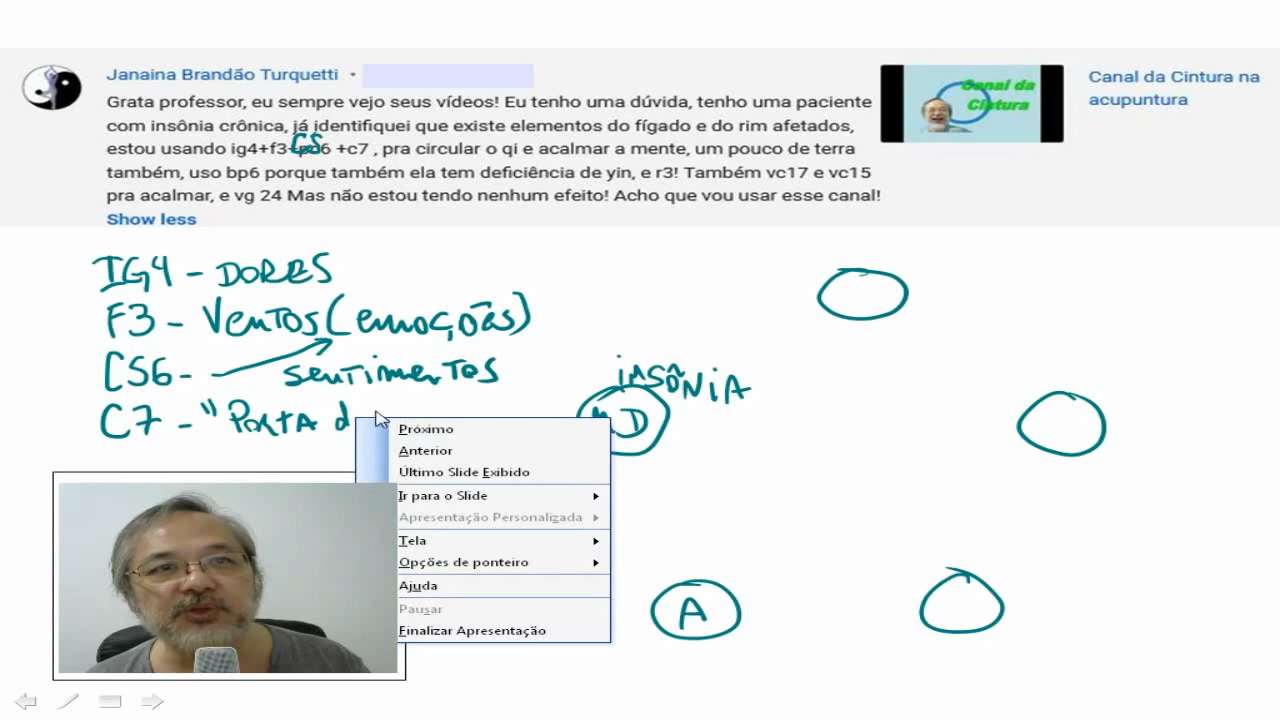 Janaina Brandão Turquetti •
Grata professor, eu sempre vejo seus vídeos! Eu tenho uma dúvida, tenho uma paciente
com insônia crônica, já identifiquei que existe elementos do fígado e do rim afetados,
estou usando ig4+f3+pc6 +c7 , pra circular o qi e acalmar a mente, um pouco de terra
CS
também, uso bp6 porque também ela tem deficiência de yin, e r3! Também vc17 e vc15
pra acalmar, e vg 24 Mas não estou tendo nenhum efeito! Acho que vou usar esse canal!
Show less
Canal da
Cintura
Canal da Cintura na
acupuntura
IG4 - DORES
F3 - Ventos (emoções)
CS6 - sentimentos
C7 - "Porta d
insônia
D
A
Próximo
Anterior
Último Slide Exibido
Ir para o Slide
Apresentação Personalizada
Tela
Opções de ponteiro
Ajuda
Pausar
Finalizar Apresentação